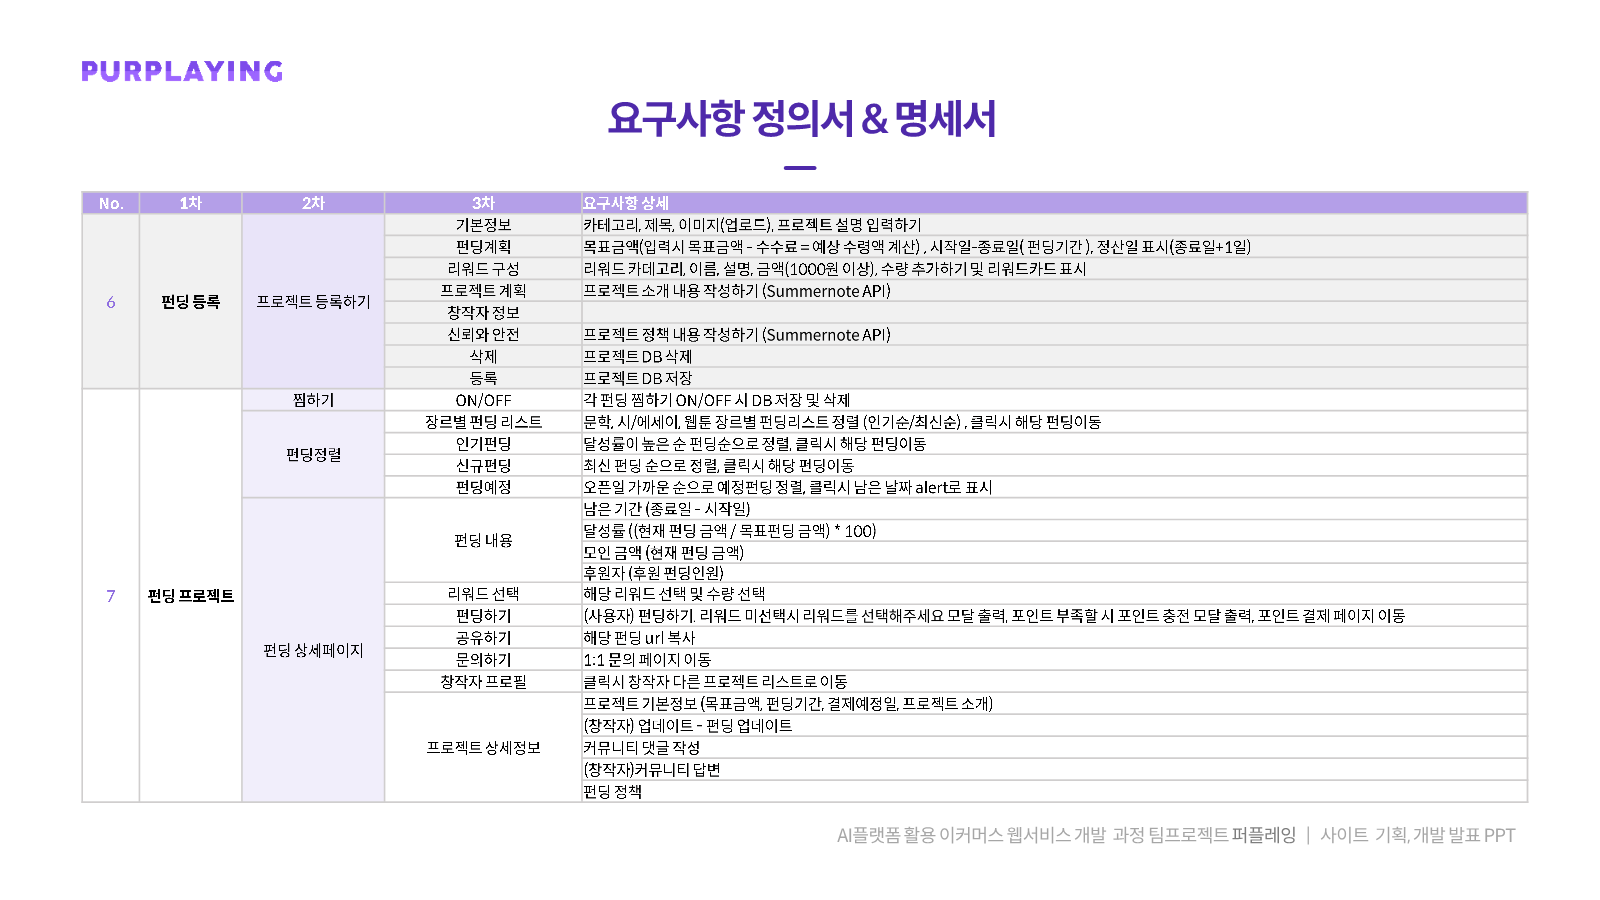 PURPLAYING
요구사항 정의서 & 명세서
No. 1차 2차 3차 요구사항 상세
6 펀딩 등록 프로젝트 등록하기
기본정보 카테고리, 제목, 이미지(업로드), 프로젝트 설명 입력하기
펀딩계획 목표금액(입력시 목표금액 - 수수료 = 예상 수령액 계산) , 시작일-종료일( 펀딩기간 ), 정산일 표시(종료일+1일)
리워드 구성 리워드 카데고리, 이름, 설명, 금액(1000원 이상), 수량 추가하기 및 리워드카드 표시
프로젝트 계획 프로젝트 소개 내용 작성하기 (Summernote API)
창작자 정보
신뢰와 안전 프로젝트 정책 내용 작성하기 (Summernote API)
삭제 프로젝트 DB 삭제
등록 프로젝트 DB 저장
7 펀딩 프로젝트
찜하기 ON/OFF 각 펀딩 찜하기 ON/OFF 시 DB 저장 및 삭제
펀딩정렬
장르별 펀딩 리스트 문학, 시/에세이, 웹툰 장르별 펀딩리스트 정렬 (인기순/최신순) , 클릭시 해당 펀딩이동
인기펀딩 달성률이 높은 순 펀딩순으로 정렬, 클릭시 해당 펀딩이동
신규펀딩 최신 펀딩 순으로 정렬, 클릭시 해당 펀딩이동
펀딩예정 오픈일 가까운 순으로 예정펀딩 정렬, 클릭시 남은 날짜 alert로 표시
펀딩 상세페이지
펀딩 내용
남은 기간 (종료일 - 시작일)
달성률 ((현재 펀딩 금액 / 목표펀딩 금액) * 100)
모인 금액 (현재 펀딩 금액)
후원자 (후원 펀딩인원)
리워드 선택 해당 리워드 선택 및 수량 선택
펀딩하기 (사용자) 펀딩하기. 리워드 미선택시 리워드를 선택해주세요 모달 출력, 포인트 부족할 시 포인트 충전 모달 출력, 포인트 결제 페이지 이동
공유하기 해당 펀딩 url 복사
문의하기 1:1 문의 페이지 이동
창작자 프로필 클릭시 창작자 다른 프로젝트 리스트로 이동
프로젝트 상세정보
프로젝트 기본정보 (목표금액, 펀딩기간, 결제예정일, 프로젝트 소개)
(창작자) 업네이트 - 펀딩 업데이트
커뮤니티 댓글 작성
(창작자)커뮤니티 답변
펀딩 정책
AI플랫폼 활용 이커머스 웹서비스 개발 과정 팀프로젝트 퍼플레잉 | 사이트 기획, 개발 발표 PPT